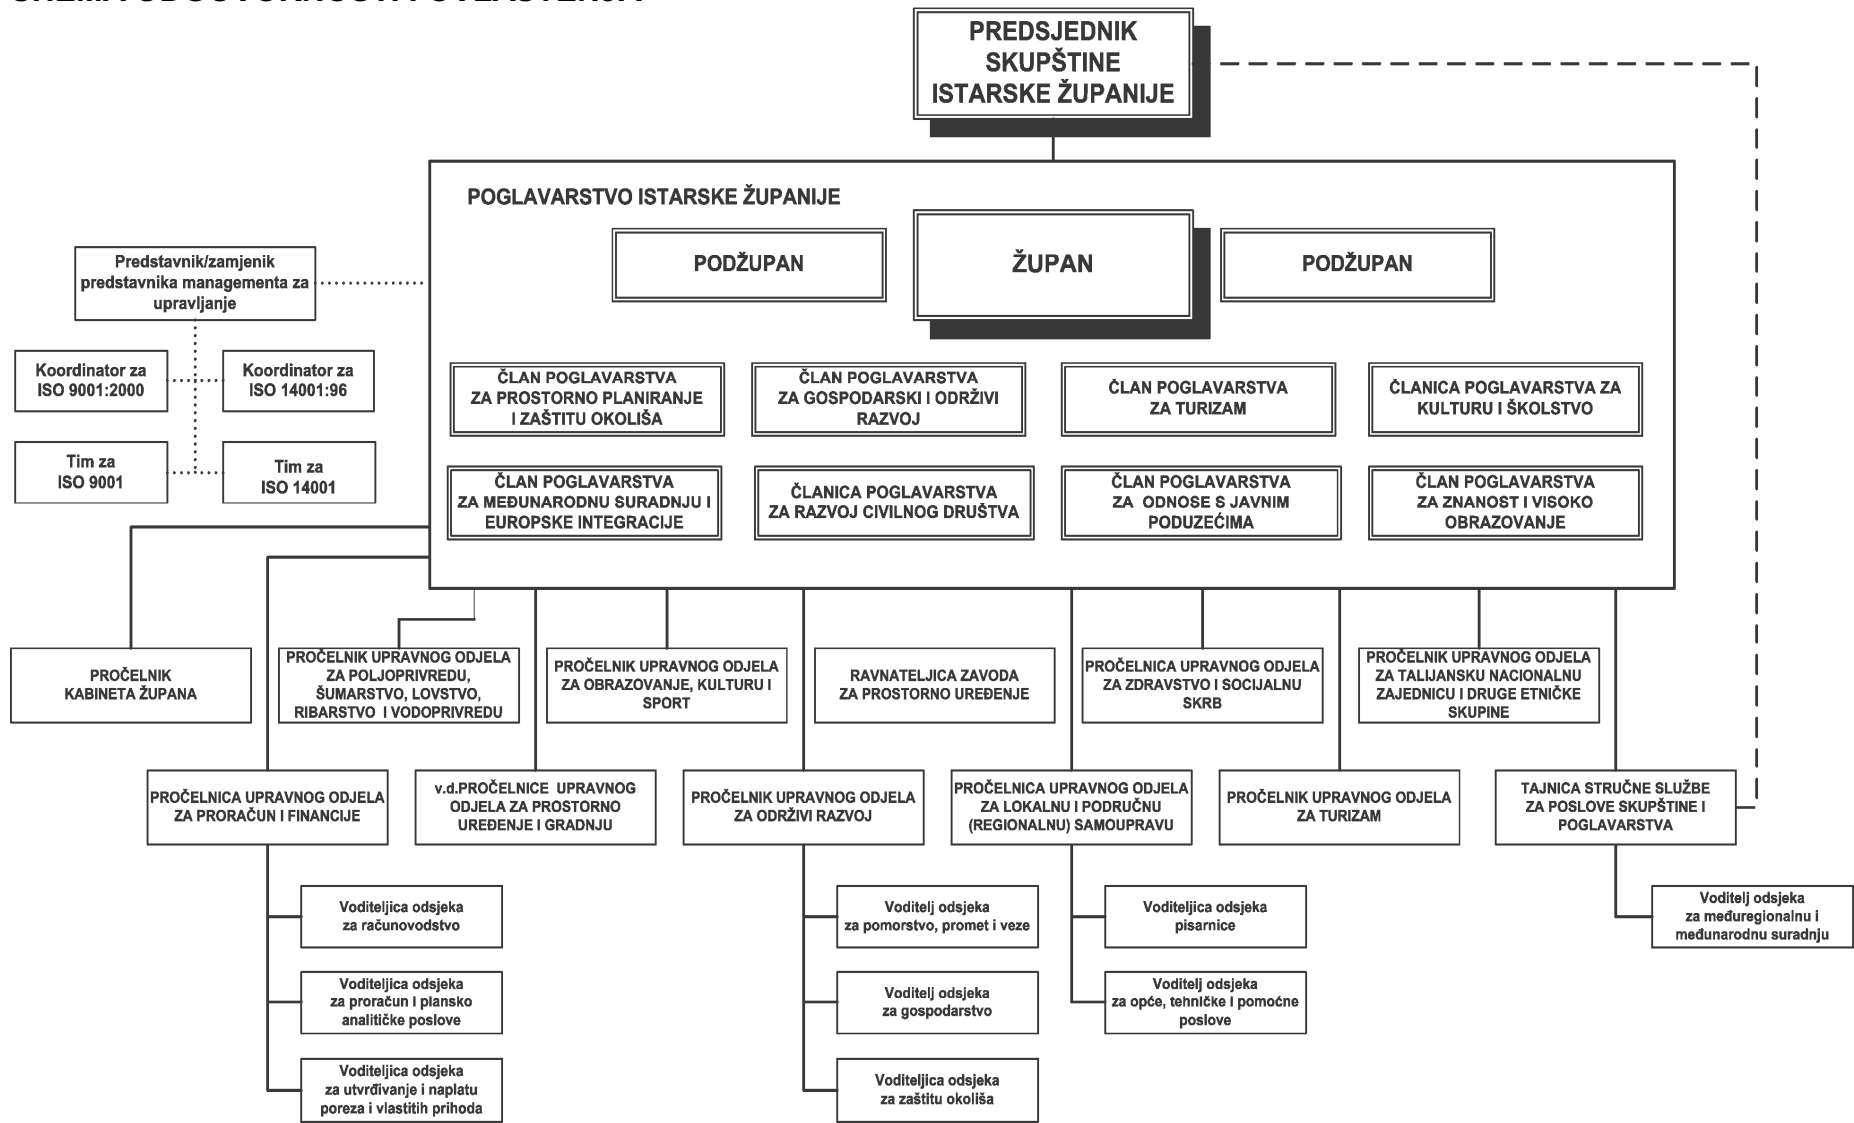 PREDSJEDNIK
SKUPŠTINE
ISTARSKE ŽUPANIJE
POGLAVARSTVO ISTARSKE ŽUPANIJE
PODŽUPAN
ŽUPAN
PODŽUPAN
Predstavnik/zamjenik
predstavnika managementa za
upravljanje
Koordinator za
ISO 9001:2000
Koordinator za
ISO 14001:96
Tim za
ISO 9001
Tim za
ISO 14001
ČLAN POGLAVARSTVA
ZA PROSTORNO PLANIRANJE
I ZAŠTITU OKOLIŠA
ČLAN POGLAVARSTVA
ZA GOSPODARSKI I ODRŽIVI
RAZVOJ
ČLAN POGLAVARSTVA
ZA TURIZAM
ČLANICA POGLAVARSTVA ZA
KULTURU I ŠKOLSTVO
ČLAN POGLAVARSTVA
ZA MEĐUNARODNU SURADNJU I
EUROPSKE INTEGRACIJE
ČLANICA POGLAVARSTVA
ZA RAZVOJ CIVILNOG DRUŠTVA
ČLAN POGLAVARSTVA
ZA ODNOSE S JAVNIM
PODUZEĆIMA
ČLAN POGLAVARSTVA
ZA ZNANOST I VISOKO
OBRAZOVANJE
PROČELNIK
KABINETA ŽUPANA
PROČELNIK UPRAVNOG ODJELA
ZA POLJOPRIVREDU,
ŠUMARSTVO, LOVSTVO,
RIBARSTVO I VODOPRIVREDU
PROČELNIK UPRAVNOG ODJELA
ZA OBRAZOVANJE, KULTURU I
SPORT
RAVNATELJICA ZAVODA
ZA PROSTORNO UREĐENJE
PROČELNICA UPRAVNOG ODJELA
ZA ZDRAVSTVO I SOCIJALNU
SKRB
PROČELNIK UPRAVNOG ODJELA
ZA TALIJANSKU NACIONALNU
ZAJEDNICU I DRUGE ETNIČKE
SKUPINE
PROČELNICA UPRAVNOG ODJELA
ZA PRORAČUN I FINANCIJE
v.d.PROČELNICE UPRAVNOG
ODJELA ZA PROSTORNO
UREĐENJE I GRADNJU
PROČELNIK UPRAVNOG ODJELA
ZA ODRŽIVI RAZVOJ
PROČELNICA UPRAVNOG ODJELA
ZA LOKALNU I PODRUČNU
(REGIONALNU) SAMOUPRAVU
PROČELNIK UPRAVNOG ODJELA
ZA TURIZAM
TAJNICA STRUČNE SLUŽBE
ZA POSLOVE SKUPŠTINE I
POGLAVARSTVA
Voditeljica odsjeka
za računovodstvo
Voditeljica odsjeka
za proračun i plansko
analitičke poslove
Voditeljica odsjeka
za utvrđivanje i naplatu
poreza i vlastitih prihoda
Voditelj odsjeka
za pomorstvo, promet i veze
Voditelj odsjeka
za gospodarstvo
Voditeljica odsjeka
za zaštitu okoliša
Voditeljica odsjeka
pisarnice
Voditelj odsjeka
za opće, tehničke i pomoćne
poslove
Voditelj odsjeka
za međuregionalnu i
međunarodnu suradnju